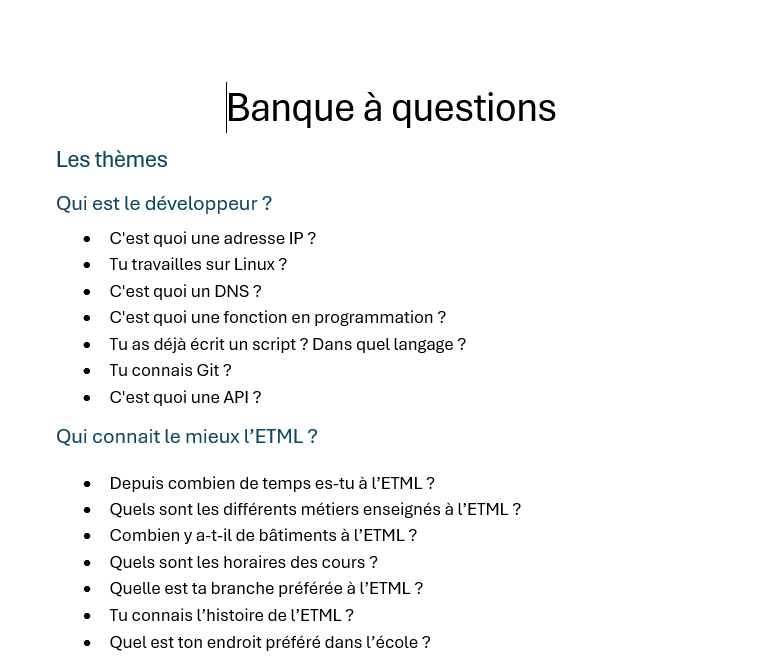 Banque à questions
Les thèmes
Qui est le développeur ?
• C'est quoi une adresse IP ?
• Tu travailles sur Linux ?
• C'est quoi un DNS ?
• C'est quoi une fonction en programmation ?
• Tu as déjà écrit un script ? Dans quel langage ?
• Tu connais Git ?
• C'est quoi une API ?
Qui connait le mieux l’ETML ?
• Depuis combien de temps es-tu à l’ETML ?
• Quels sont les différents métiers enseignés à l’ETML ?
• Combien y a-t-il de bâtiments à l’ETML ?
• Quels sont les horaires des cours ?
• Quelle est ta branche préférée à l’ETML ?
• Tu connais l’histoire de l’ETML ?
• Quel est ton endroit préféré dans l’école ?